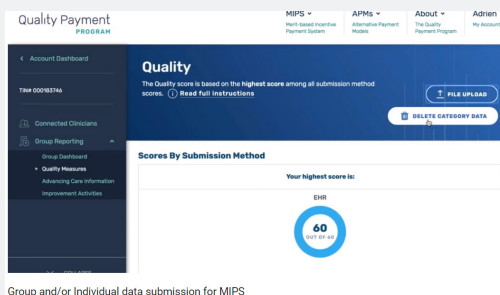 Quality Payment
PROGRAM
MIPS
Merit-based Incentive
Payment System
APMs
Alternative Payment
Models
About
The Quality
Payment Program
Adrien
My Account
Account Dashboard
TIN# 000183746
Connected Clinicians
Group Reporting
Group Dashboard
Quality Measures
Advancing Care Information
Improvement Activities
Quality
The Quality score is based on the highest score among all submission method
scores. Read full instructions
FILE UPLOAD
DELETE CATEGORY DATA
Scores By Submission Method
Your highest score is:
EHR
60
OUT OF 60
Group and/or Individual data submission for MIPS